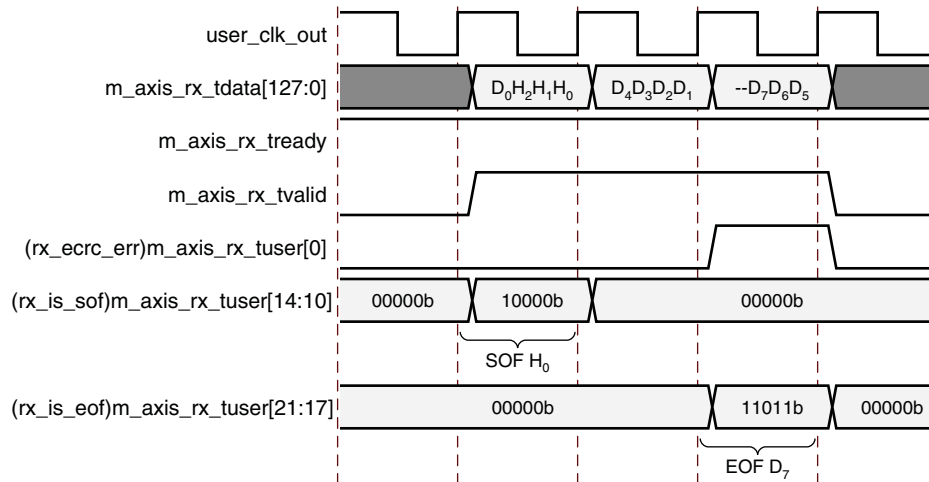 user_clk_out
m_axis_rx_tdata[127:0] D₀H₂H₁H₀ D₄D₃D₂D₁ --D₇D₆D₅
m_axis_rx_tready
m_axis_rx_tvalid
(rx_ecrc_err)m_axis_rx_tuser[0]
(rx_is_sof)m_axis_rx_tuser[14:10] 00000b 10000b 00000b
SOF H₀
(rx_is_eof)m_axis_rx_tuser[21:17] 00000b 11011b 00000b
EOF D₇